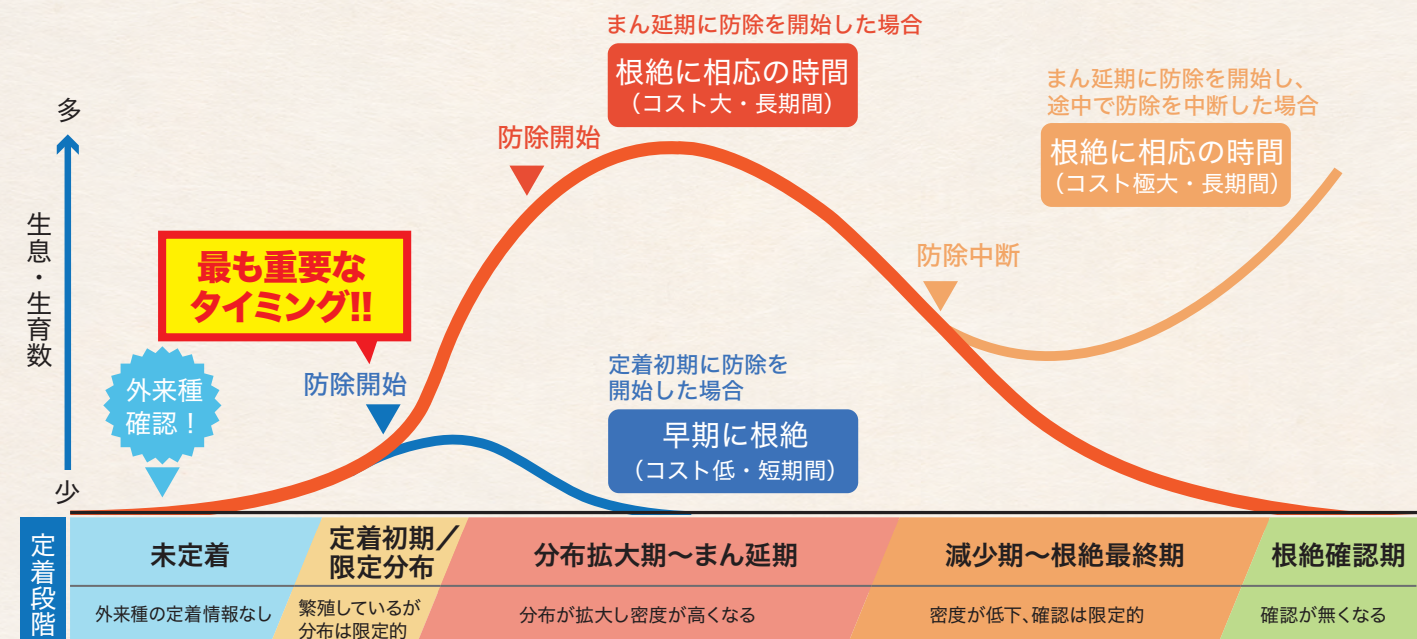 まん延期に防除を開始した場合
根絶に相応の時間
（コスト大・長期間）
まん延期に防除を開始し、
途中で防除を中断した場合
根絶に相応の時間
（コスト極大・長期間）
多
生息・生育数
少
防除開始
防除中断
最も重要な
タイミング!!
外来種
確認！
防除開始
定着初期に防除を
開始した場合
早期に根絶
（コスト低・短期間）
定着段階
未定着
定着初期／
限定分布
分布拡大期～まん延期
減少期～根絶最終期
根絶確認期
外来種の定着情報なし
繁殖しているが
分布は限定的
分布が拡大し密度が高くなる
密度が低下、確認は限定的
確認が無くなる